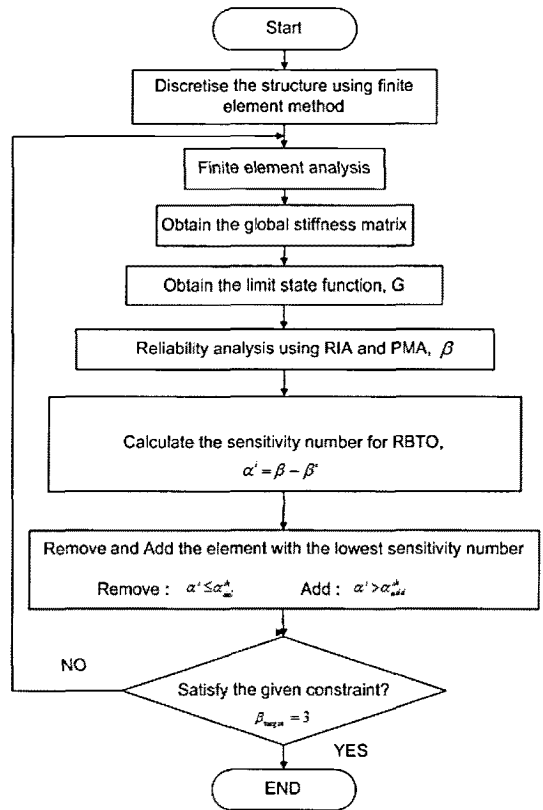 Start
Discretise the structure using finite
element method
Finite element analysis
Obtain the global stiffness matrix
Obtain the limit state function, G
Reliability analysis using RIA and PMA, β
Calculate the sensitivity number for RBTO,
Remove and Add the element with the lowest sensitivity number
Remove : Add :
NO
Satisfy the given constraint?
β_target = 3
YES
END